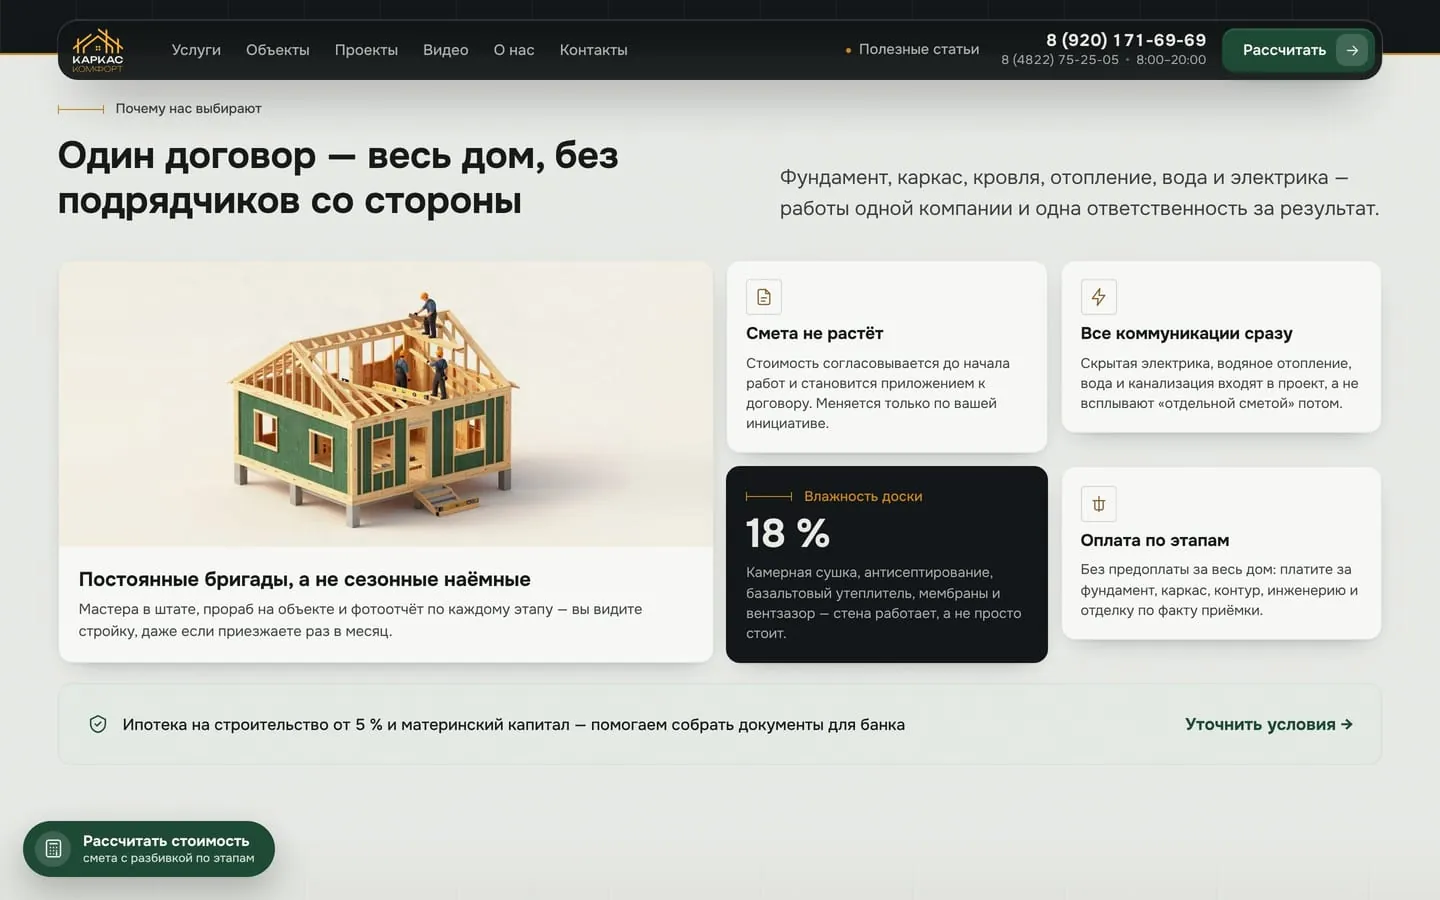 КАРКАС
КОМФОРТ
Услуги
Объекты
Проекты
Видео
О нас
Контакты
Полезные статьи
8 (920) 171-69-69
8 (4822) 75-25-05 • 8:00–20:00
Рассчитать →
Почему нас выбирают
Один договор — весь дом, без
подрядчиков со стороны
Фундамент, каркас, кровля, отопление, вода и электрика —
работы одной компании и одна ответственность за результат.
Постоянные бригады, а не сезонные наёмные
Мастера в штате, прораб на объекте и фотоотчёт по каждому этапу — вы видите
стройку, даже если приезжаете раз в месяц.
Смета не растёт
Стоимость согласовывается до начала
работ и становится приложением к
договору. Меняется только по вашей
инициативе.
Все коммуникации сразу
Скрытая электрика, водяное отопление,
вода и канализация входят в проект, а не
всплывают «отдельной сметой» потом.
Влажность доски
18 %
Камерная сушка, антисептирование,
базальтовый утеплитель, мембраны и
вентзазор — стена работает, а не просто
стоит.
Оплата по этапам
Без предоплаты за весь дом: платите за
фундамент, каркас, контур, инженерию и
отделку по факту приёмки.
Ипотека на строительство от 5 % и материнский капитал — помогаем собрать документы для банка
Уточнить условия →
Рассчитать стоимость
смета с разбивкой по этапам